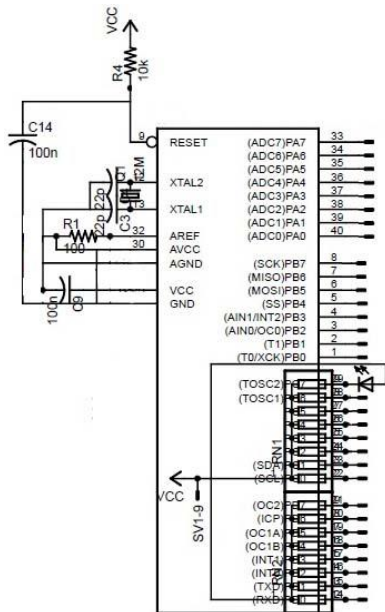 VCC
R4
10k
C14
100n
9 RESET
Q1
12M
22p
22p
XTAL2
13 XTAL1
C3
R1
100
32 AREF
30 AVCC
AGND
VCC
GND
100n
C9
(ADC7)PA7 33
(ADC6)PA6 34
(ADC5)PA5 35
(ADC4)PA4 36
(ADC3)PA3 37
(ADC2)PA2 38
(ADC1)PA1 39
(ADC0)PA0 40
(SCK)PB7 8
(MISO)PB6 7
(MOSI)PB5 6
(SS)PB4 5
(AIN1/INT2)PB3 4
(AIN0/OC0)PB2 3
(T1)PB1 2
(T0/XCK)PB0 1
(TOSC2)
(TOSC1)
(SDA)
(SCL)
RN1
VCC
SV1-9
(OC2)
(ICP)
(OC1A)
(OC1B)
(INT1)
(TXD)
(RXD)
RN2